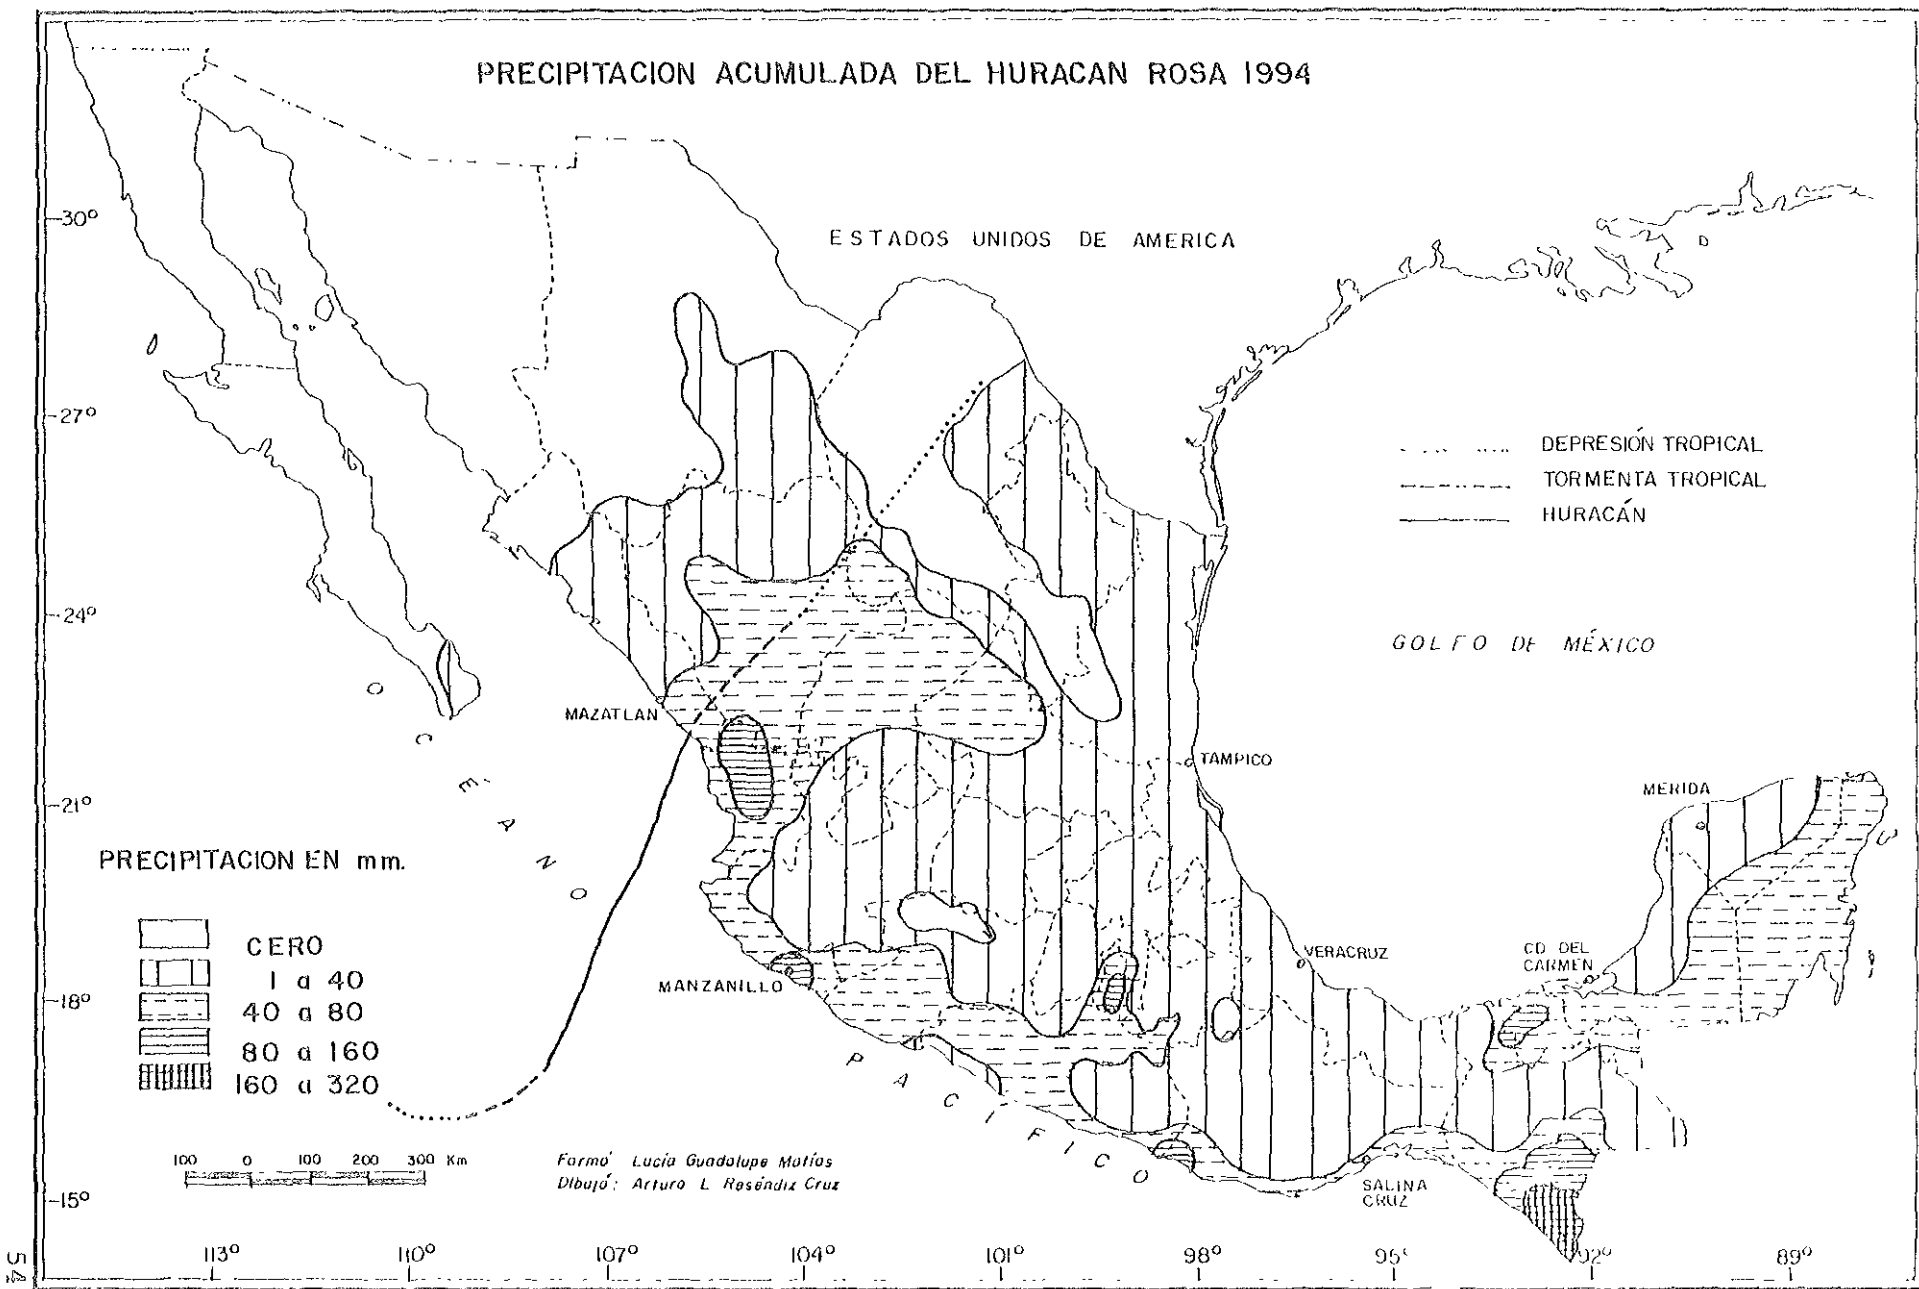 PRECIPITACION ACUMULADA DEL HURACAN ROSA 1994
30°
ESTADOS UNIDOS DE AMERICA
27°
DEPRESIÓN TROPICAL
TORMENTA TROPICAL
HURACÁN
24°
GOLFO DE MÉXICO
MAZATLAN
TAMPICO
MERIDA
21°
OCÉANO
PRECIPITACION EN mm.
CERO
1 a 40
40 a 80
80 a 160
160 a 320
VERACRUZ
CD. DEL
CARMEN
MANZANILLO
18°
PACIFICO
100 0 100 200 300 Km
Formó: Lucía Guadalupe Matías
Dibujó: Arturo L. Reséndiz Cruz
SALINA
CRUZ
15°
113° 110° 107° 104° 101° 98° 95° 92° 89°
54